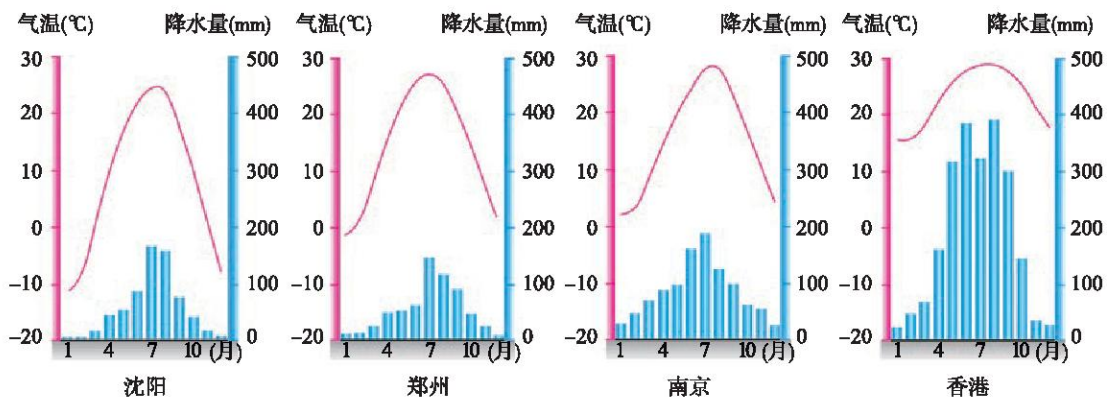 气温(℃) 降水量(mm) 气温(℃) 降水量(mm) 气温(℃) 降水量(mm) 气温(℃) 降水量(mm)
30 500 30 500 30 500 30 500
20 400 20 400 20 400 20 400
10 300 10 300 10 300 10 300
0 200 0 200 0 200 0 200
–10 100 –10 100 –10 100 –10 100
–20 0 –20 0 –20 0 –20 0
1 4 7 10 (月) 1 4 7 10 (月) 1 4 7 10 (月) 1 4 7 10 (月)
沈阳 郑州 南京 香港